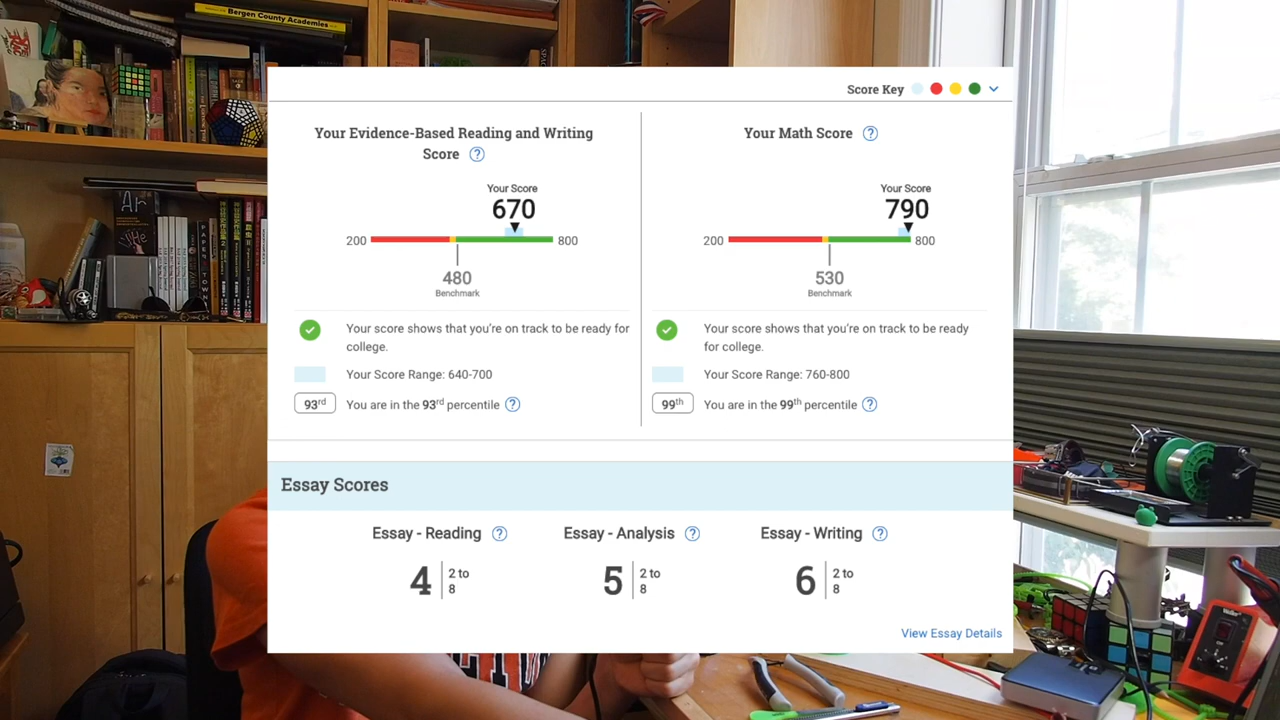 Bergen County Academies
Score Key
Your Evidence-Based Reading and Writing
Score ?
Your Score
670
200
800
480
Benchmark
Your score shows that you're on track to be ready for
college.
Your Score Range: 640-700
93rd
You are in the 93rd percentile ?
Your Math Score ?
Your Score
790
200
800
530
Benchmark
Your score shows that you're on track to be ready
for college.
Your Score Range: 760-800
99th
You are in the 99th percentile ?
Essay Scores
Essay - Reading ?
4
2 to
8
Essay - Analysis ?
5
2 to
8
Essay - Writing ?
6
2 to
8
View Essay Details
Ar
PAPER TOWNS
Weller